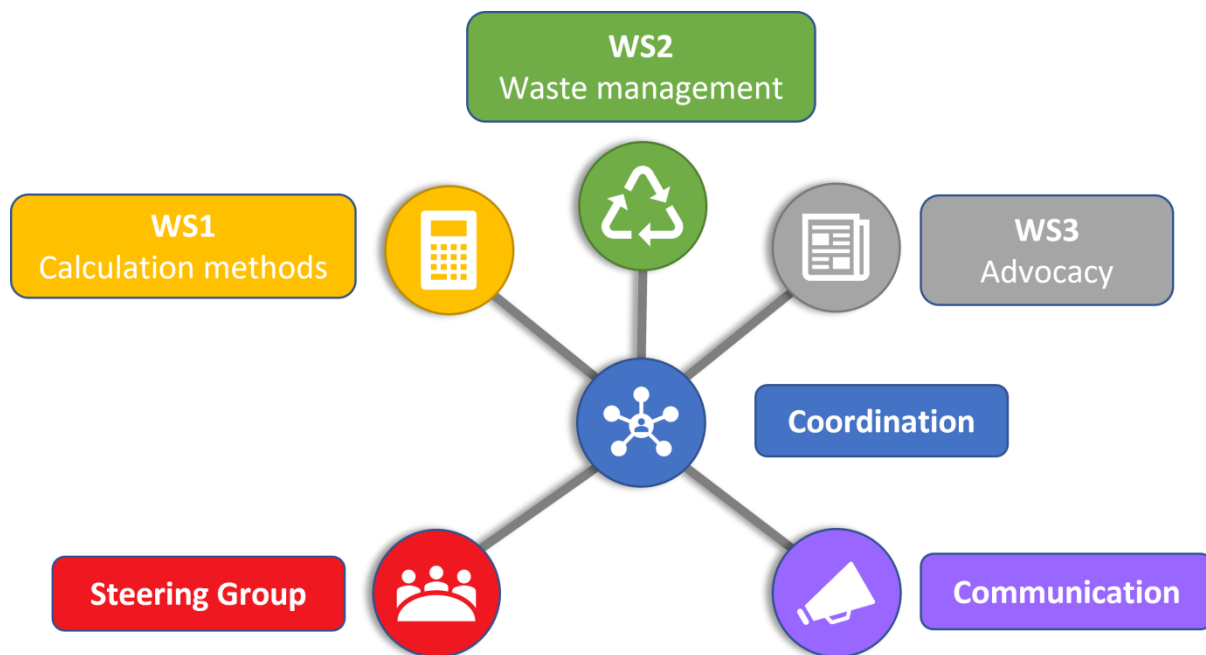 WS2
Waste management
WS1
Calculation methods
WS3
Advocacy
Coordination
Steering Group
Communication